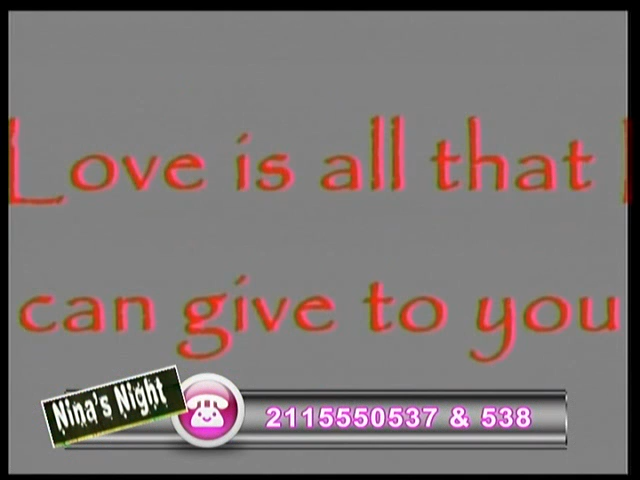 Love is all that I
can give to you
Nina's Night
2115550537 & 538